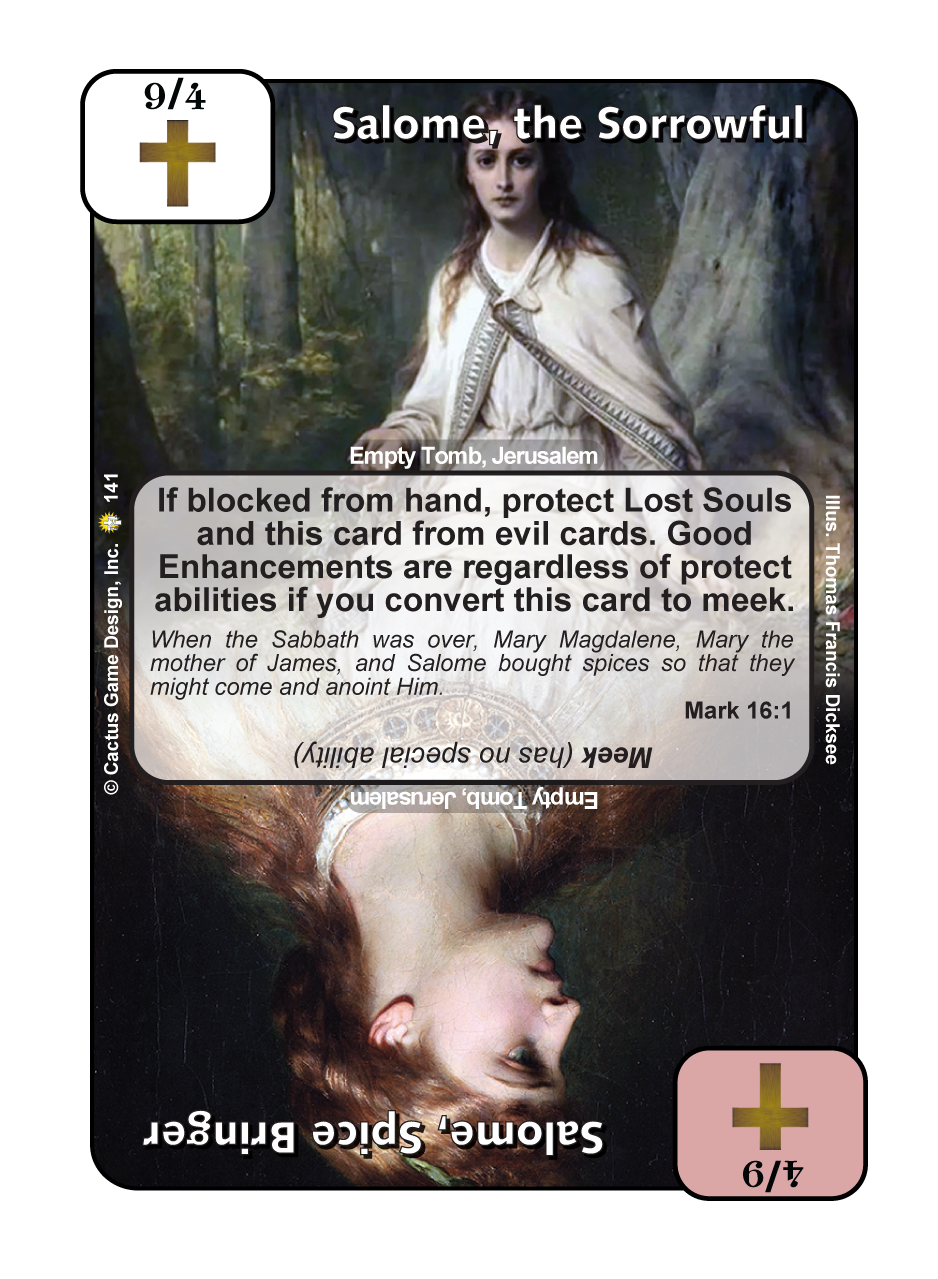 9/4
Salome, the Sorrowful
Empty Tomb, Jerusalem
If blocked from hand, protect Lost Souls
and this card from evil cards. Good
Enhancements are regardless of protect
abilities if you convert this card to meek.
When the Sabbath was over, Mary Magdalene, Mary the
mother of James, and Salome bought spices so that they
might come and anoint Him.
Mark 16:1
© Cactus Game Design, Inc. 141
Illus. Thomas Francis Dicksee
4/9
Salome, Spice Bringer
Empty Tomb, Jerusalem
Meek (has no special ability)